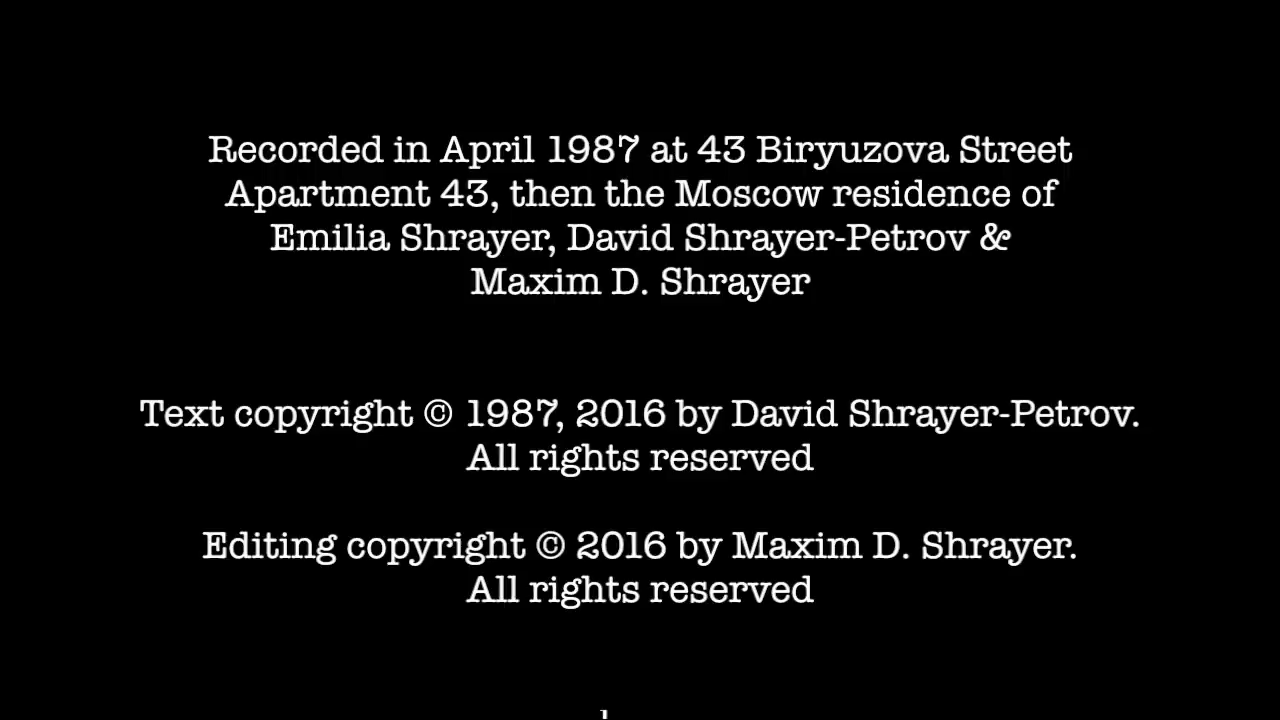 Recorded in April 1987 at 43 Biryuzova Street
Apartment 43, then the Moscow residence of
Emilia Shrayer, David Shrayer-Petrov &
Maxim D. Shrayer
Text copyright © 1987, 2016 by David Shrayer-Petrov.
All rights reserved
Editing copyright © 2016 by Maxim D. Shrayer.
All rights reserved